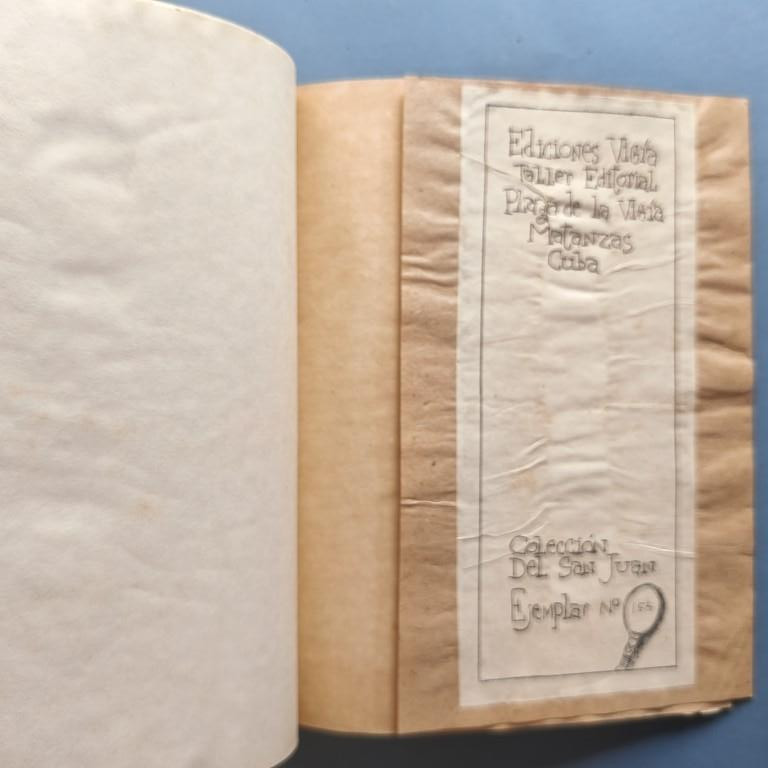 Ediciones Vigía
Taller Editorial
Plaza de la Vigía
Matanzas
Cuba
Colección
Del San Juan
Ejemplar Nº